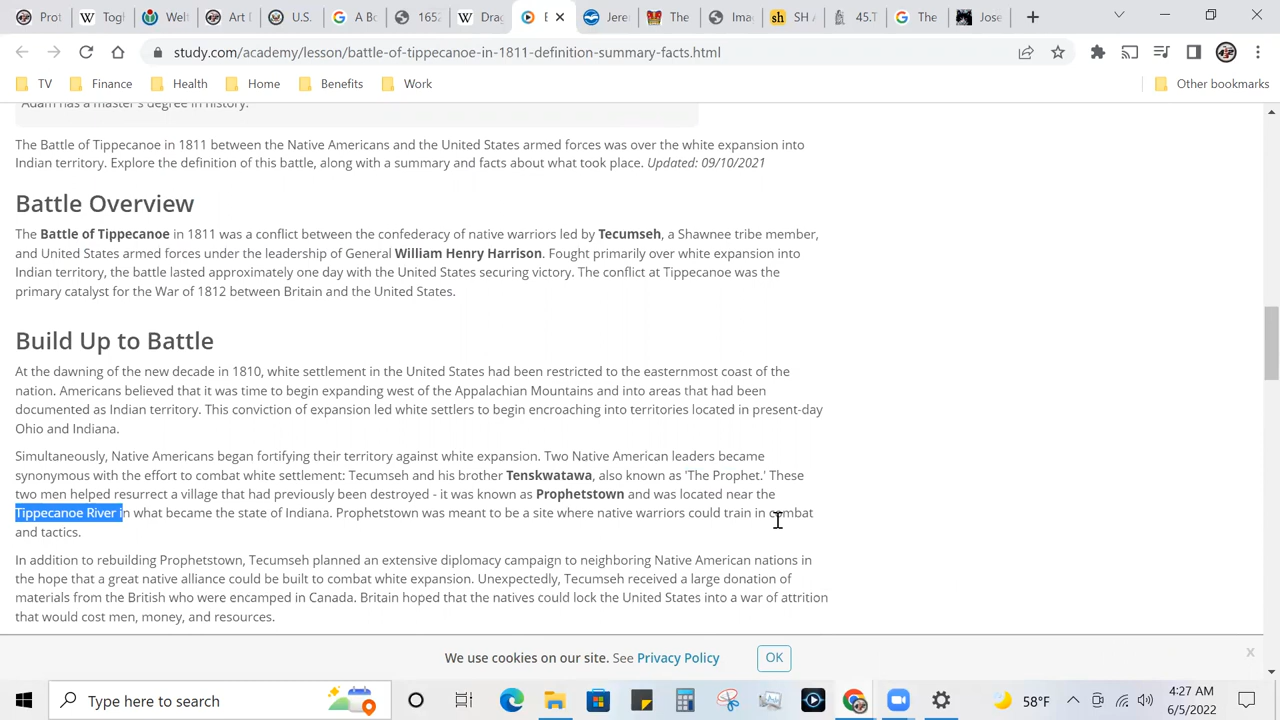 Prot
Wel
Art
U.S.
A Bo
1652
Drag
B
Jere
The
Ima
SH A
45.T
The
Jose
study.com/academy/lesson/battle-of-tippecanoe-in-1811-definition-summary-facts.html
TV
Finance
Health
Home
Benefits
Work
Other bookmarks
Adam has a master's degree in history.
The Battle of Tippecanoe in 1811 between the Native Americans and the United States armed forces was over the white expansion into
Indian territory. Explore the definition of this battle, along with a summary and facts about what took place. Updated: 09/10/2021
Battle Overview
The Battle of Tippecanoe in 1811 was a conflict between the confederacy of native warriors led by Tecumseh, a Shawnee tribe member,
and United States armed forces under the leadership of General William Henry Harrison. Fought primarily over white expansion into
Indian territory, the battle lasted approximately one day with the United States securing victory. The conflict at Tippecanoe was the
primary catalyst for the War of 1812 between Britain and the United States.
Build Up to Battle
At the dawning of the new decade in 1810, white settlement in the United States had been restricted to the easternmost coast of the
nation. Americans believed that it was time to begin expanding west of the Appalachian Mountains and into areas that had been
documented as Indian territory. This conviction of expansion led white settlers to begin encroaching into territories located in present-day
Ohio and Indiana.
Simultaneously, Native Americans began fortifying their territory against white expansion. Two Native American leaders became
synonymous with the effort to combat white settlement: Tecumseh and his brother Tenskwatawa, also known as 'The Prophet.' These
two men helped resurrect a village that had previously been destroyed - it was known as Prophetstown and was located near the
Tippecanoe River in what became the state of Indiana. Prophetstown was meant to be a site where native warriors could train in combat
and tactics.
In addition to rebuilding Prophetstown, Tecumseh planned an extensive diplomacy campaign to neighboring Native American nations in
the hope that a great native alliance could be built to combat white expansion. Unexpectedly, Tecumseh received a large donation of
materials from the British who were encamped in Canada. Britain hoped that the natives could lock the United States into a war of attrition
that would cost men, money, and resources.
We use cookies on our site. See Privacy Policy
OK
x
Type here to search
58°F
4:27 AM
6/5/2022